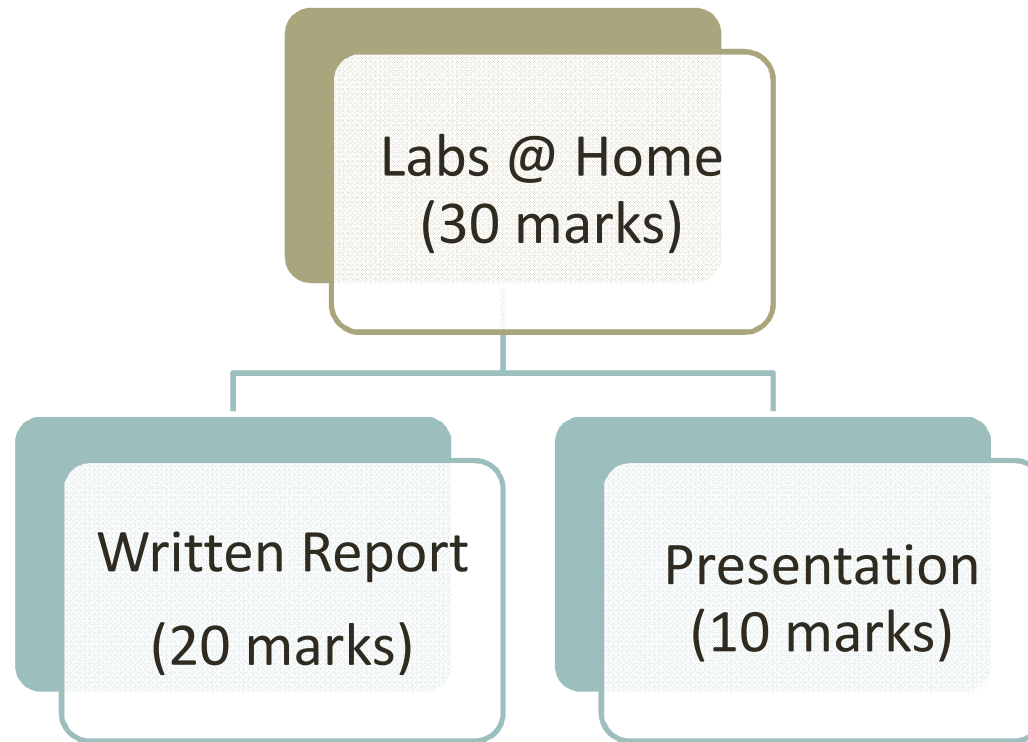 Labs @ Home
(30 marks)
Written Report
(20 marks)
Presentation
(10 marks)